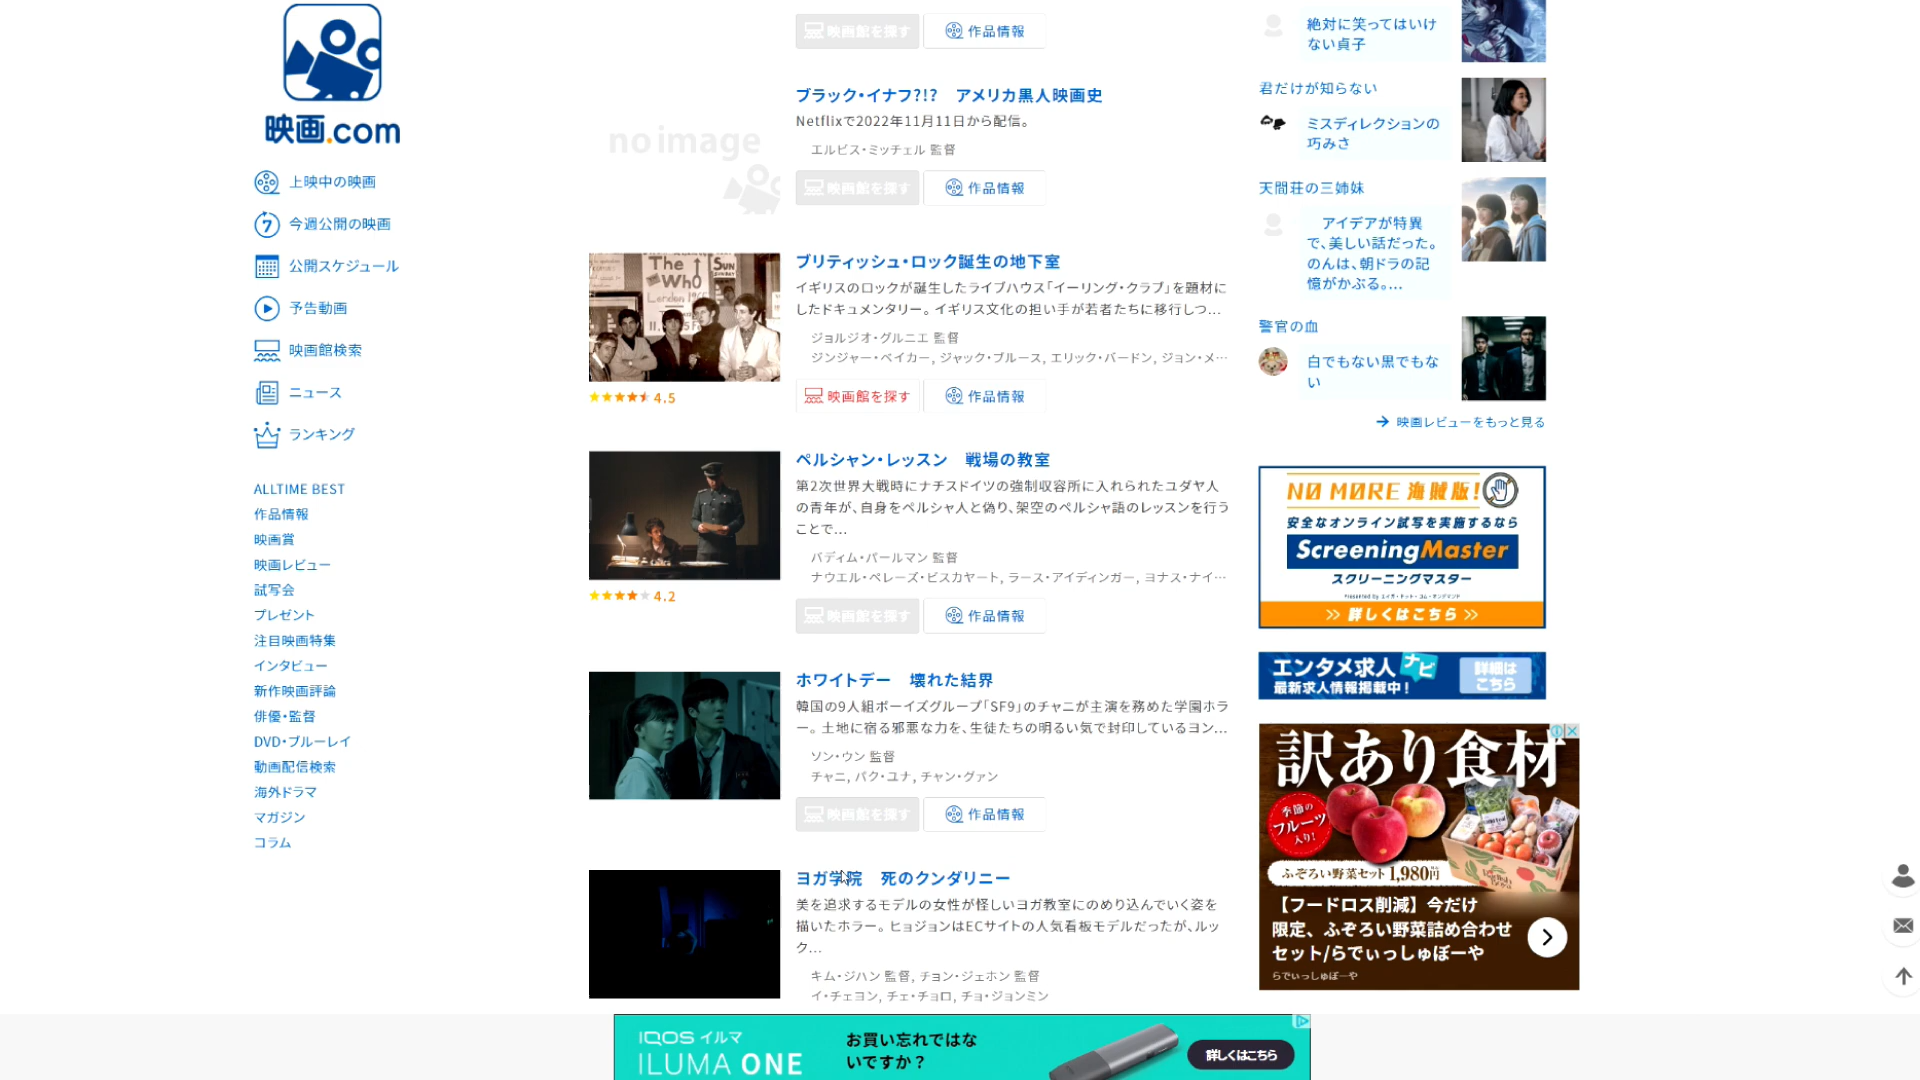 映画.com
上映中の映画
7 今週公開の映画
公開スケジュール
予告動画
映画館検索
ニュース
ランキング
ALLTIME BEST
作品情報
映画賞
映画レビュー
試写会
プレゼント
注目映画特集
インタビュー
新作映画評論
俳優・監督
DVD・ブルーレイ
動画配信検索
海外ドラマ
マガジン
コラム
映画館を探す 作品情報
no image
ブラック・イナフ?!? アメリカ黒人映画史
Netflixで2022年11月11日から配信。
エルビス・ミッチェル 監督
映画館を探す 作品情報
The Who
London 1965
SUN
ブリティッシュ・ロック誕生の地下室
イギリスのロックが誕生したライブハウス「イーリング・クラブ」を題材に
したドキュメンタリー。イギリス文化の担い手が若者たちに移行しつ...
ジョルジオ・グルニエ 監督
ジンジャー・ベイカー, ジャック・ブルース, エリック・バードン, ジョン・メ…
4.5
映画館を探す 作品情報
ペルシャン・レッスン 戦場の教室
第2次世界大戦時にナチスドイツの強制収容所に入れられたユダヤ人
の青年が、自身をペルシャ人と偽り、架空のペルシャ語のレッスンを行う
ことで...
バディム・パールマン 監督
ナウエル・ペレーズ・ビスカヤート, ラース・アイディンガー, ヨナス・ナイ…
4.2
映画館を探す 作品情報
ホワイトデー 壊れた結界
韓国の9人組ボーイズグループ「SF9」のチャニが主演を務めた学園ホラ
ー。土地に宿る邪悪な力を、生徒たちの明るい気で封印しているヨン...
ソン・ウン 監督
チャニ, パク・ユナ, チャン・グァン
映画館を探す 作品情報
ヨガ学院 死のクンダリニー
美を追求するモデルの女性が怪しいヨガ教室にのめり込んでいく姿を
描いたホラー。ヒョジョンはECサイトの人気看板モデルだったが、ルッ
ク...
キム・ジハン 監督, チョン・ジェホン 監督
イ・チェヨン, チェ・チョロ, チョ・ジョンミン
絶対に笑ってはいけ
ない貞子
君だけが知らない
ミスディレクションの
巧みさ
天間荘の三姉妹
アイデアが特異
で、美しい話だった。
のんは、朝ドラの記
憶がかぶる。...
警官の血
白でもない黒でもな
い
映画レビューをもっと見る
NO MORE 海賊版!
安全なオンライン試写を実施するなら
ScreeningMaster
スクリーニングマスター
Presented by エイガ・ドット・コム・オンデマンド
>> 詳しくはこちら >>
エンタメ求人ナビ
最新求人情報掲載中!
詳細は
こちら
訳あり食材
季節の
フルーツ
入り!
ふぞろい野菜セット1,980円
【フードロス削減】今だけ
限定、ふぞろい野菜詰め合わせ
セット/らでぃっしゅぼーや
らでぃっしゅぼーや
IQOS イルマ
ILUMA ONE
お買い忘れではな
いですか?
詳しくはこちら